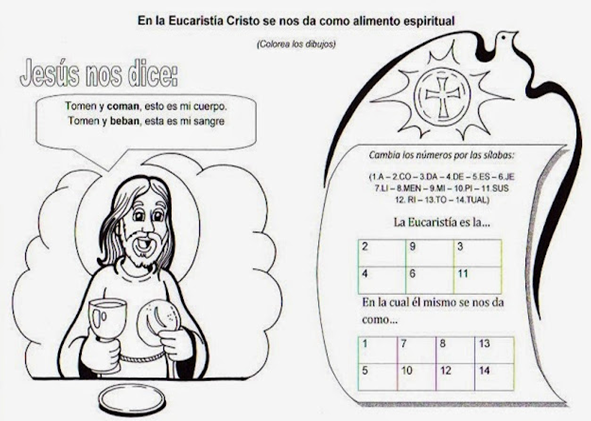 En la Eucaristía Cristo se nos da como alimento espiritual
(Colorea los dibujos)
Jesús nos dice:
Tomen y coman, esto es mi cuerpo.
Tomen y beban, esta es mi sangre
Cambia los números por las sílabas:
(1.A – 2.CO – 3.DA – 4.DE – 5.ES – 6.JE
7.LI – 8.MEN – 9.MI – 10.PI – 11.SUS
12. RI – 13.TO – 14.TUAL)
La Eucaristía es la...
2 9 3
4 6 11
En la cual él mismo se nos da
como...
1 7 8 13
5 10 12 14